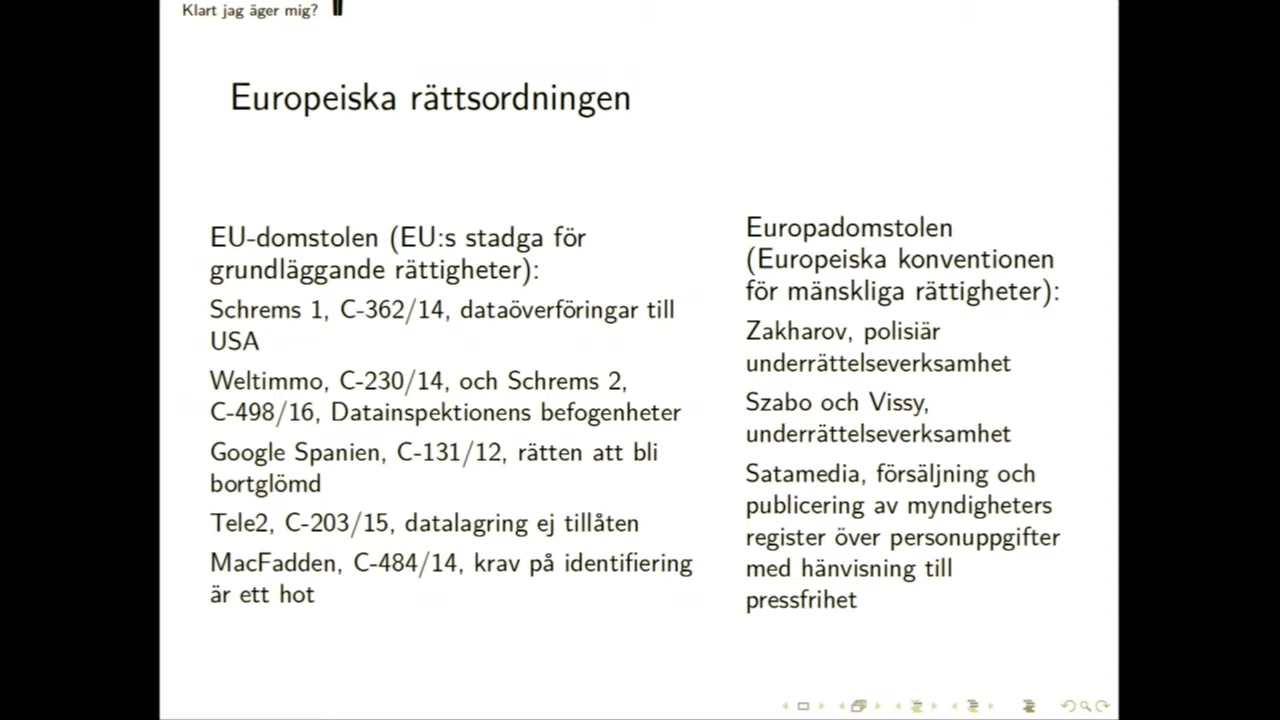 Klart jag äger mig?
Europeiska rättsordningen
EU-domstolen (EU:s stadga för
grundläggande rättigheter):
Schrems 1, C-362/14, dataöverföringar till
USA
Weltimmo, C-230/14, och Schrems 2,
C-498/16, Datainspektionens befogenheter
Google Spanien, C-131/12, rätten att bli
bortglömd
Tele2, C-203/15, datalagring ej tillåten
MacFadden, C-484/14, krav på identifiering
är ett hot
Europadomstolen
(Europeiska konventionen
för mänskliga rättigheter):
Zakharov, polisiär
underrättelseverksamhet
Szabo och Vissy,
underrättelseverksamhet
Satamedia, försäljning och
publicering av myndigheters
register över personuppgifter
med hänvisning till
pressfrihet